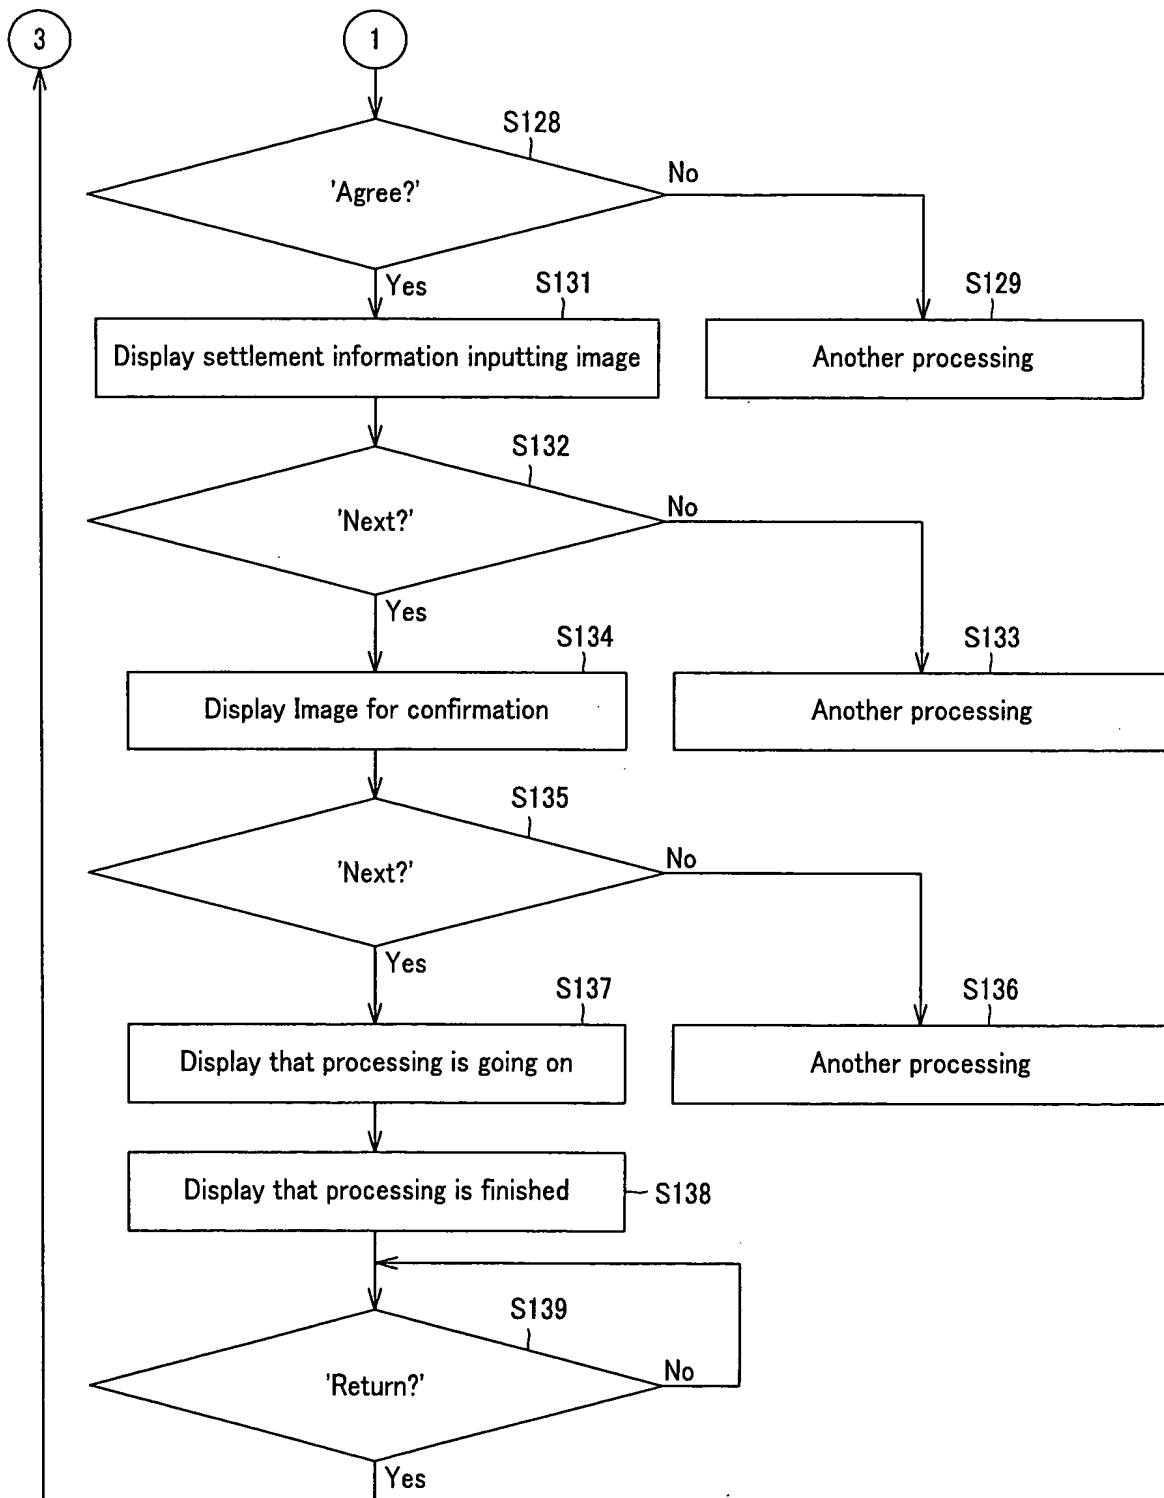 3
1
S128
'Agree?'
No
Yes
S131
S129
Display settlement information inputting image
Another processing
S132
'Next?'
No
Yes
S134
S133
Display Image for confirmation
Another processing
S135
'Next?'
No
Yes
S137
S136
Display that processing is going on
Another processing
Display that processing is finished
S138
S139
'Return?'
No
Yes